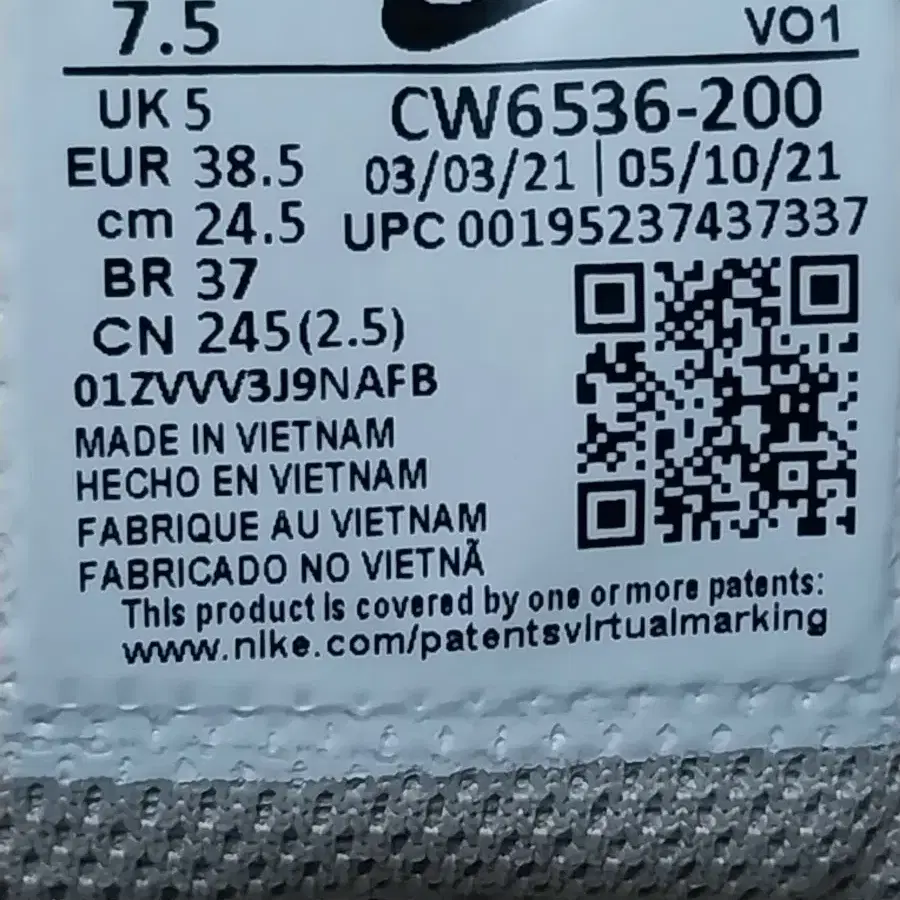 7.5
VO1
UK 5
CW6536-200
EUR 38.5
03/03/21 | 05/10/21
cm 24.5
UPC 00195237437337
BR 37
CN 245(2.5)
01ZVVV3J9NAFB
MADE IN VIETNAM
HECHO EN VIETNAM
FABRIQUE AU VIETNAM
FABRICADO NO VIETNÃ
This product is covered by one or more patents:
www.nike.com/patentsvirtualmarking